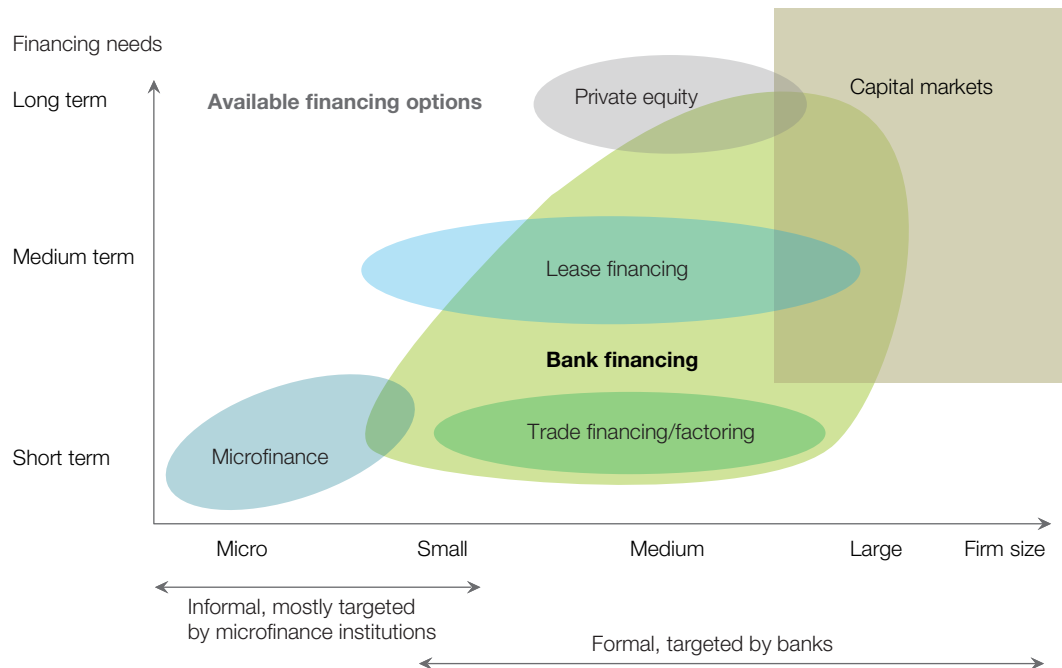 Financing needs
Long term
Available financing options
Private equity
Capital markets
Medium term
Lease financing
Bank financing
Trade financing/factoring
Short term
Microfinance
Micro
Small
Medium
Large
Firm size
Informal, mostly targeted
by microfinance institutions
Formal, targeted by banks